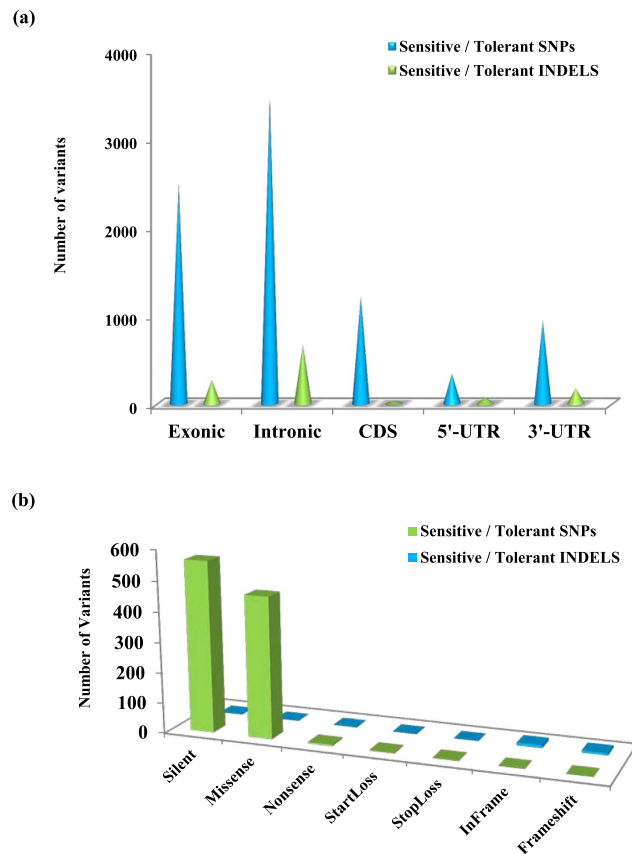 (a)
Sensitive / Tolerant SNPs
Sensitive / Tolerant INDELS
Number of variants
4000
3000
2000
1000
0
Exonic Intronic CDS 5'-UTR 3'-UTR
(b)
Sensitive / Tolerant SNPs
Sensitive / Tolerant INDELS
Number of Variants
600
500
400
300
200
100
0
Silent
Missense
Nonsense
StartLoss
StopLoss
InFrame
Frameshift